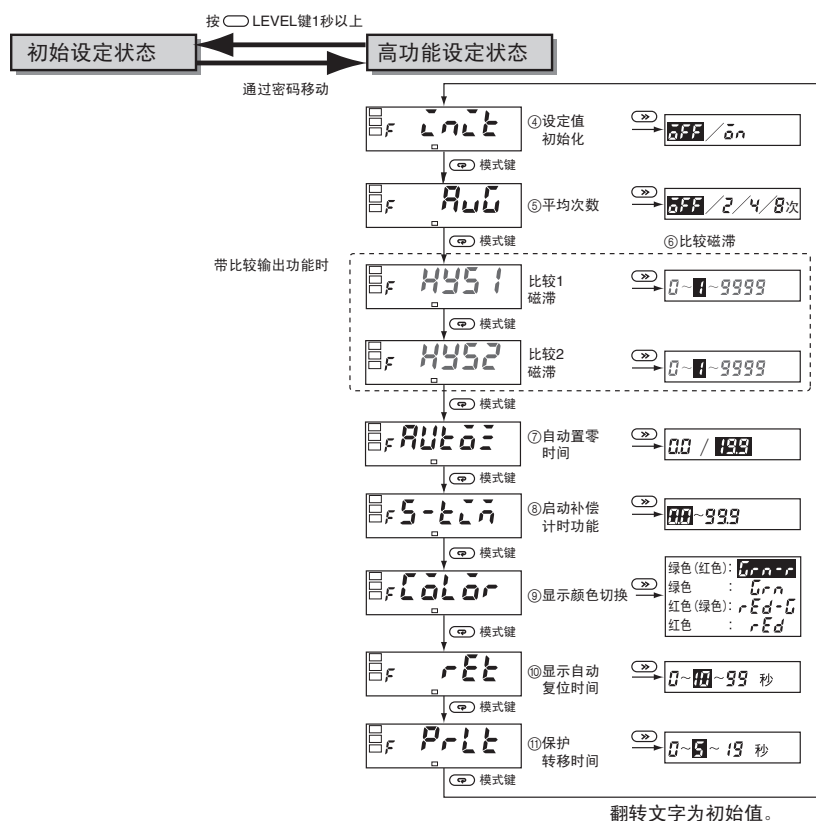 按 LEVEL键1秒以上
初始设定状态
高功能设定状态
通过密码移动
F init
④设定值
初始化
oFF / on
模式键
F AvG
⑤平均次数
oFF / 2 / 4 / 8次
模式键
⑥比较磁滞
带比较输出功能时
F HYS1
比较1
磁滞
0~1~9999
模式键
F HYS2
比较2
磁滞
0~1~9999
模式键
F AUtoZ
⑦自动置零
时间
0.0 / 19.9
模式键
F S-tim
⑧启动补偿
计时功能
0.0~99.9
模式键
F CoLor
⑨显示颜色切换
绿色(红色): Grn-r
绿色 : Grn
红色(绿色): rEd-G
红色 : rEd
模式键
F rEt
⑩显示自动
复位时间
0~10~99 秒
模式键
F PrLt
⑪保护
转移时间
0~5~19 秒
模式键
翻转文字为初始值。